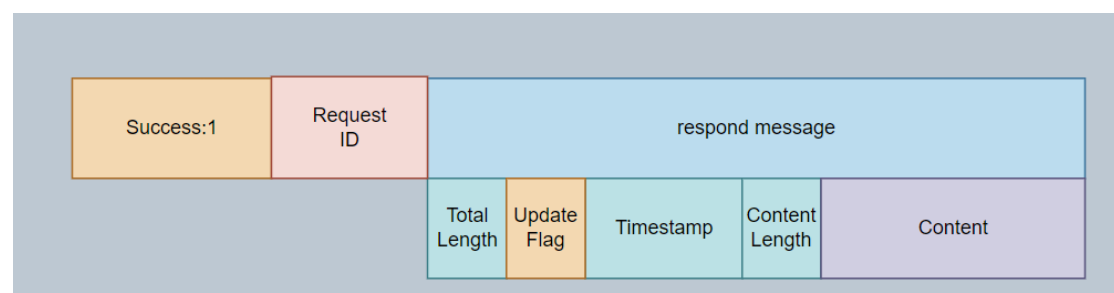 Success:1
Request
ID
respond message
Total
Length
Update
Flag
Timestamp
Content
Length
Content